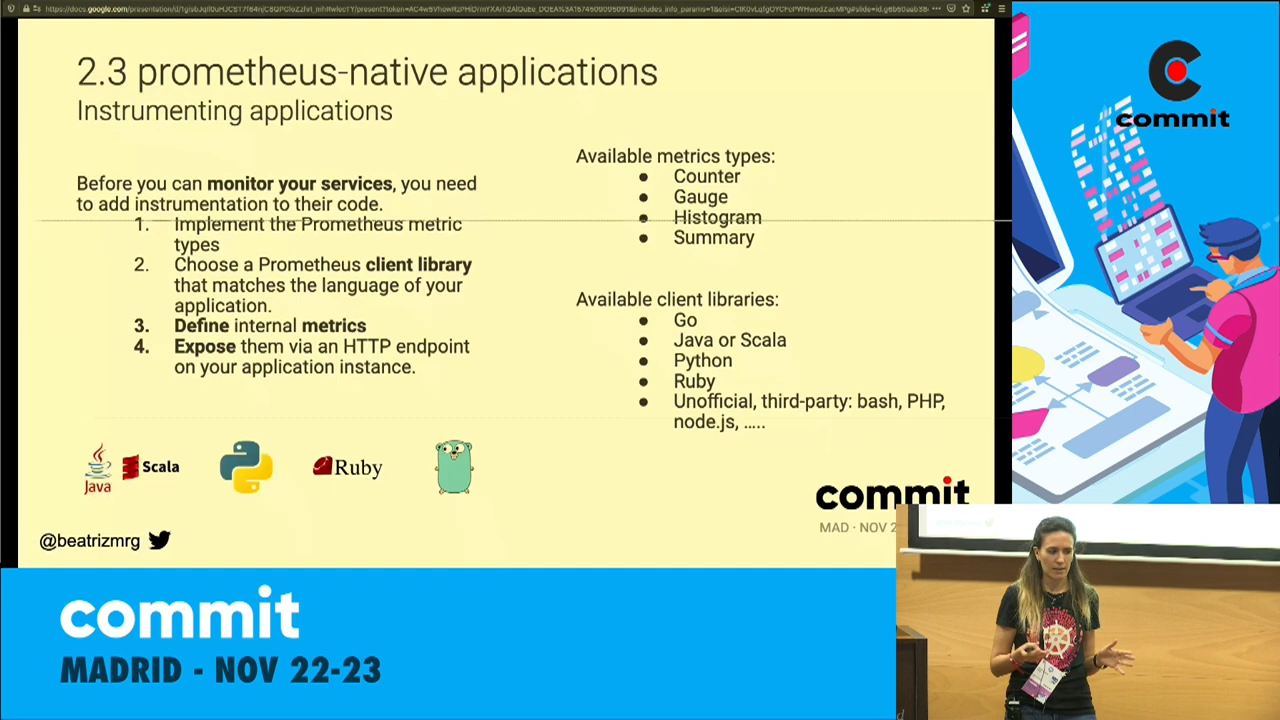 2.3 prometheus-native applications
Instrumenting applications
Before you can monitor your services, you need
to add instrumentation to their code.
1. Implement the Prometheus metric
types
2. Choose a Prometheus client library
that matches the language of your
application.
3. Define internal metrics
4. Expose them via an HTTP endpoint
on your application instance.
Available metrics types:
● Counter
● Gauge
● Histogram
● Summary
Available client libraries:
● Go
● Java or Scala
● Python
● Ruby
● Unofficial, third-party: bash, PHP,
node.js, .....
Java
Scala
Ruby
@beatrizmrg
commit
MAD · NOV 2
commit
commit
MADRID - NOV 22-23